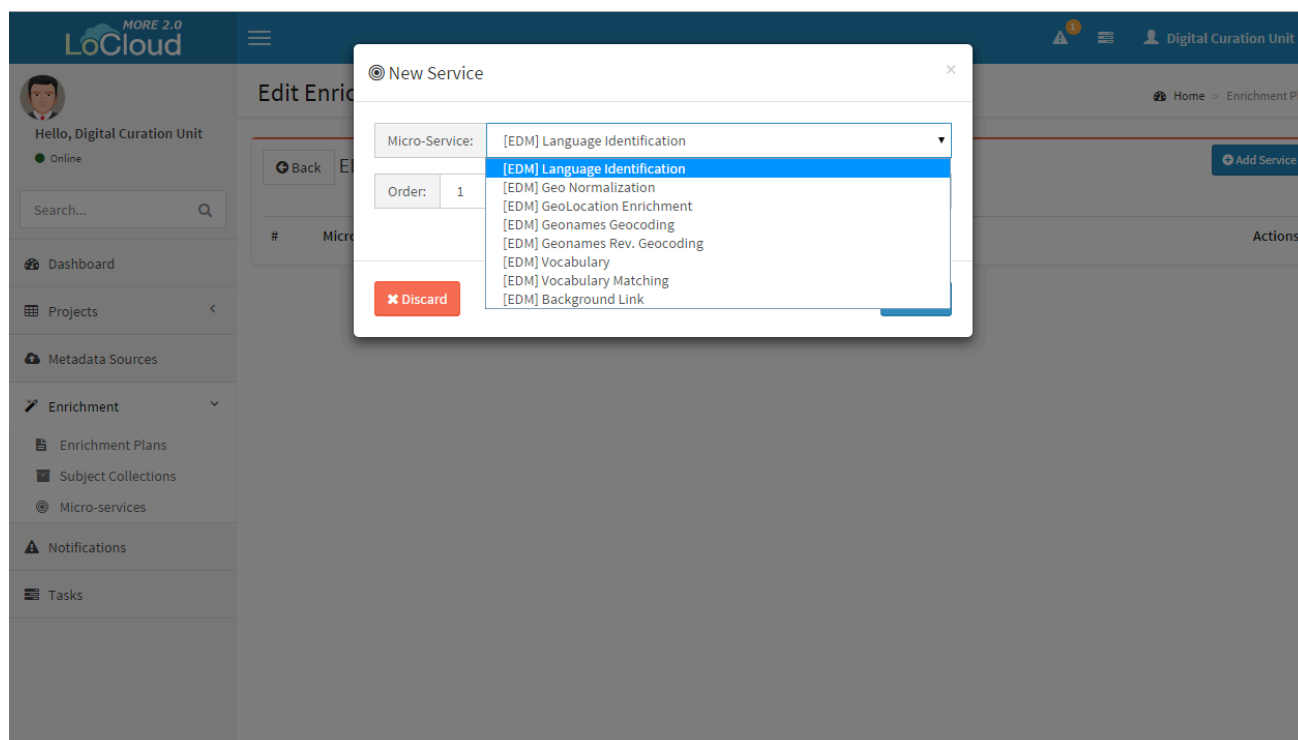 MORE 2.0
LoCloud
1
Digital Curation Unit
Hello, Digital Curation Unit
Online
Search...
Dashboard
Projects
Metadata Sources
Enrichment
Enrichment Plans
Subject Collections
Micro-services
Notifications
Tasks
Edit Enric
Home > Enrichment P
Back El
Add Service
# Micro
Actions
New Service ×
Micro-Service: [EDM] Language Identification
[EDM] Language Identification
[EDM] Geo Normalization
[EDM] GeoLocation Enrichment
[EDM] Geonames Geocoding
[EDM] Geonames Rev. Geocoding
[EDM] Vocabulary
[EDM] Vocabulary Matching
[EDM] Background Link
Order: 1
Discard